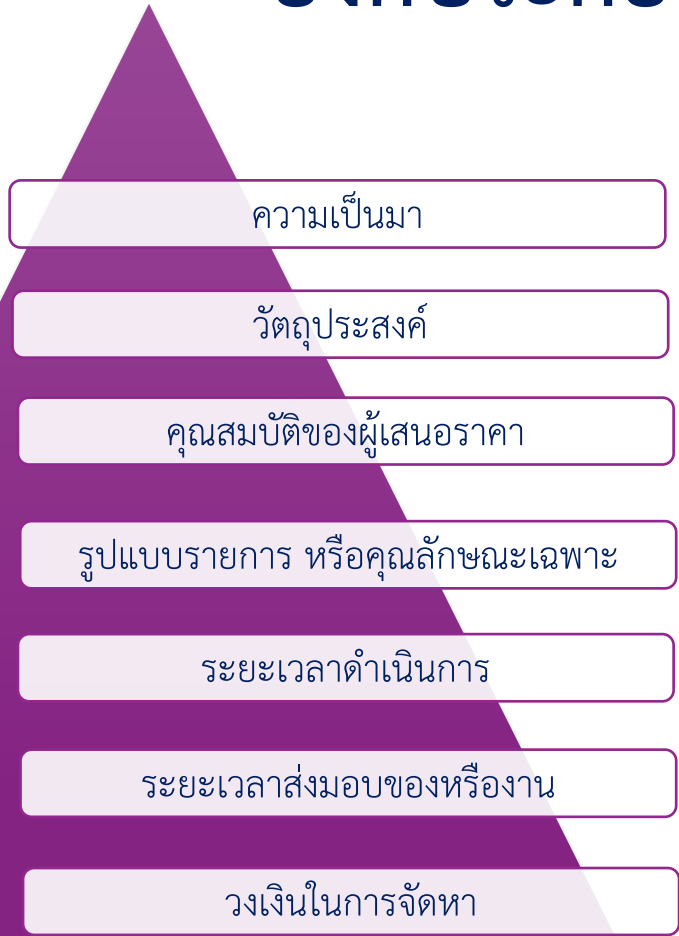 ความเป็นมา
วัตถุประสงค์
คุณสมบัติของผู้เสนอราคา
รูปแบบรายการ หรือคุณลักษณะเฉพาะ
ระยะเวลาดำเนินการ
ระยะเวลาส่งมอบของหรืองาน
วงเงินในการจัดหา